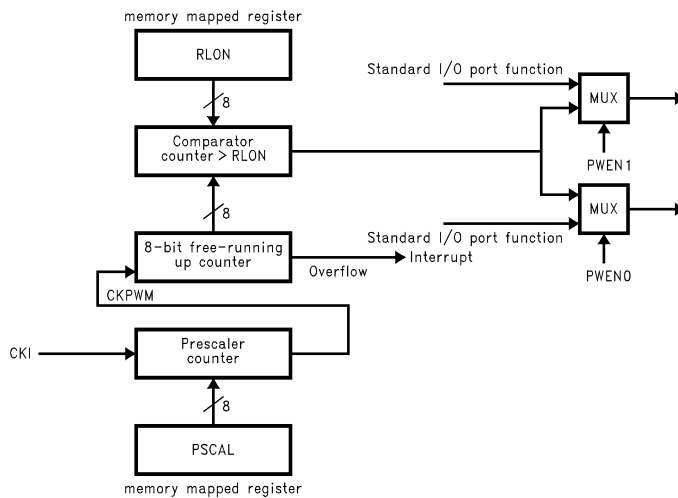 memory mapped register
RLON
8
Standard I/O port function
MUX
Comparator
counter > RLON
PWEN1
8
MUX
8-bit free-running
up counter
Standard I/O port function
Overflow
Interrupt
PWEN0
CKPWM
CKI
Prescaler
counter
8
PSCAL
memory mapped register